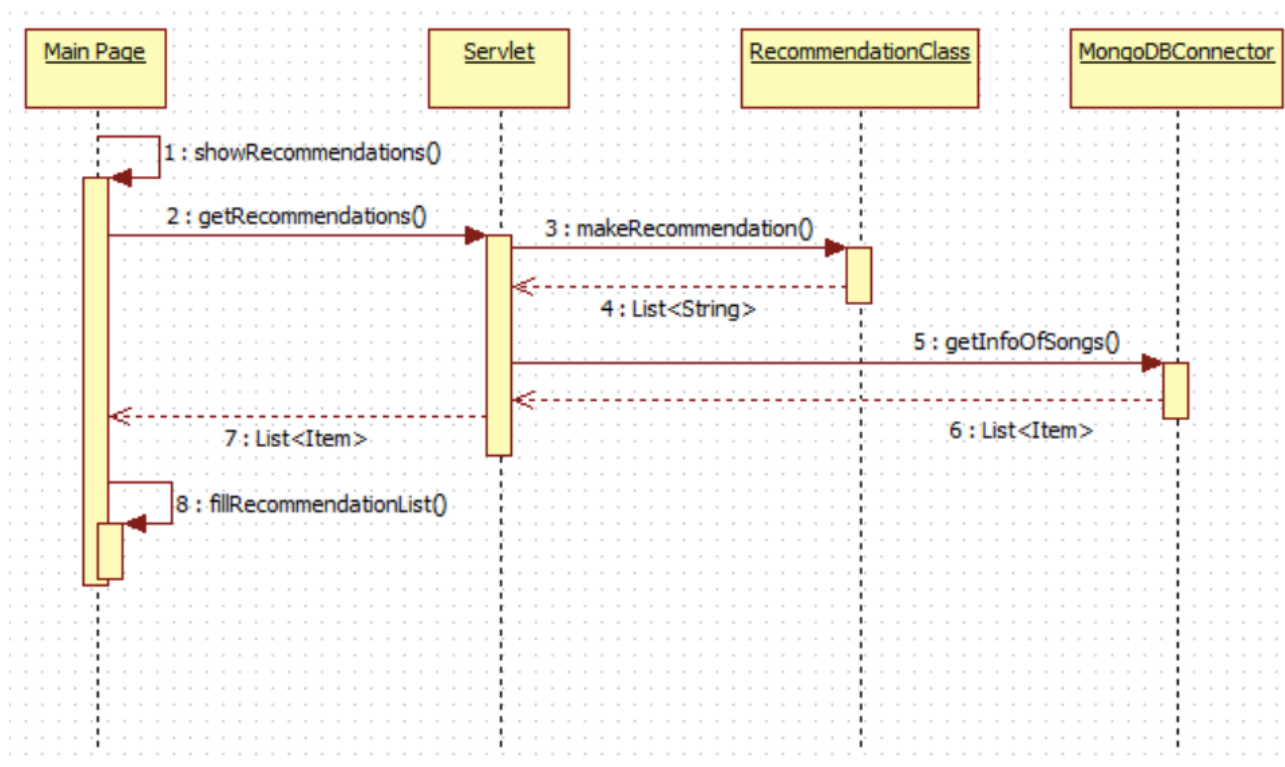 Main Page
Servlet
RecommendationClass
MongoDBConnector
1 : showRecommendations()
2 : getRecommendations()
3 : makeRecommendation()
4 : List<String>
5 : getInfoOfSongs()
6 : List<Item>
7 : List<Item>
8 : fillRecommendationList()